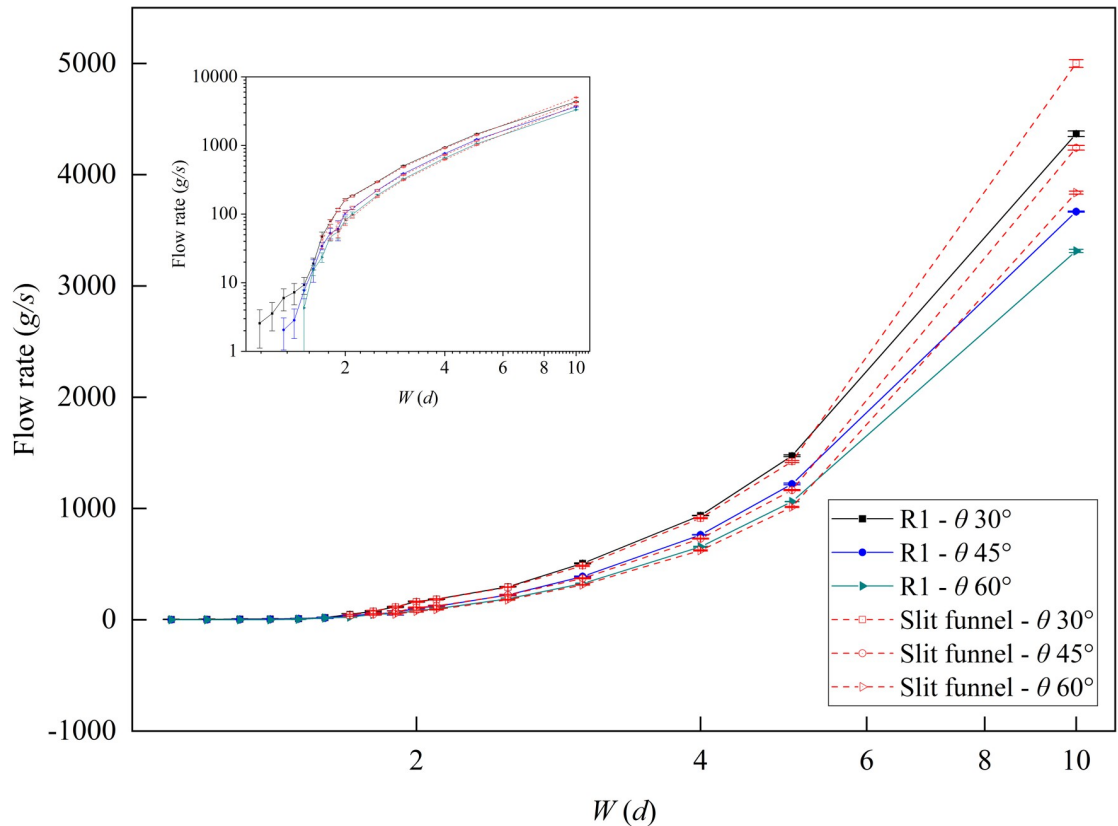 5000
4000
3000
2000
1000
0
-1000
Flow rate (g/s)
2
4
6
8
10
W (d)
10000
1000
100
10
1
Flow rate (g/s)
2
4
6
8
10
W (d)
R1 - θ 30°
R1 - θ 45°
R1 - θ 60°
Slit funnel - θ 30°
Slit funnel - θ 45°
Slit funnel - θ 60°